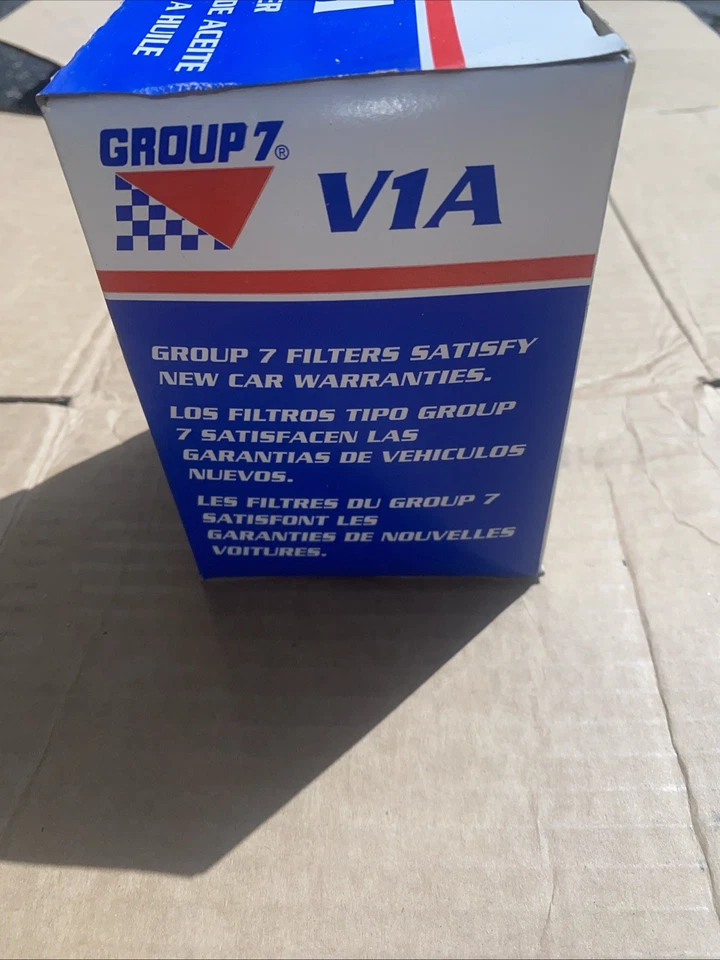 DE ACEITE
A HUILE
GROUP 7®
V1A
GROUP 7 FILTERS SATISFY
NEW CAR WARRANTIES.
LOS FILTROS TIPO GROUP
7 SATISFACEN LAS
GARANTIAS DE VEHICULOS
NUEVOS.
LES FILTRES DU GROUP 7
SATISFONT LES
GARANTIES DE NOUVELLES
VOITURES.